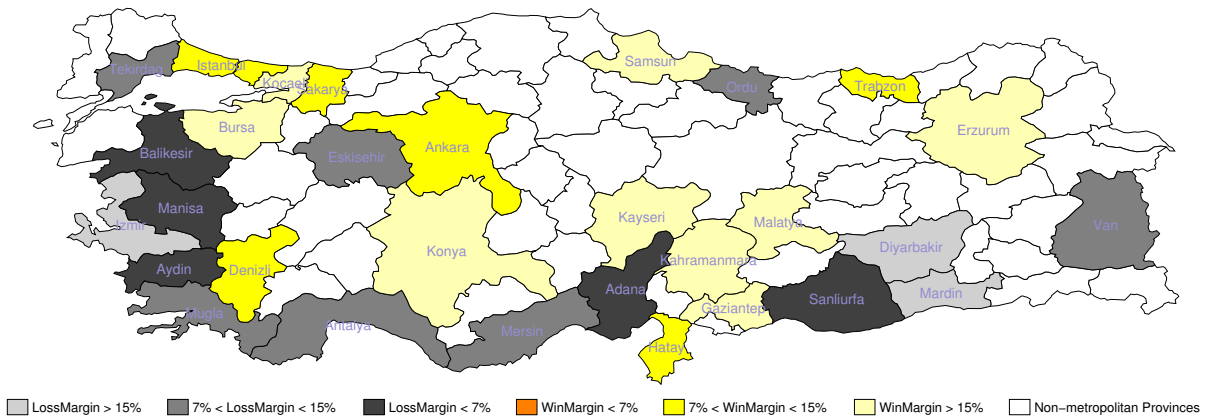 Samsun
Istanbul
Tekirdag
Kocaeli
Sakarya
Ordu
Trabzon
Bursa
Erzurum
Ankara
Balikesir
Eskisehir
Manisa
Kayseri
Malatya
Izmir
Van
Diyarbakir
Konya
Kahramanmara
Aydin
Denizli
Adana
Mardin
Sanliurfa
Gaziantep
Mugla
Antalya
Mersin
Hatay
LossMargin > 15% 7% < LossMargin < 15% LossMargin < 7% WinMargin < 7% 7% < WinMargin < 15% WinMargin > 15% Non−metropolitan Provinces